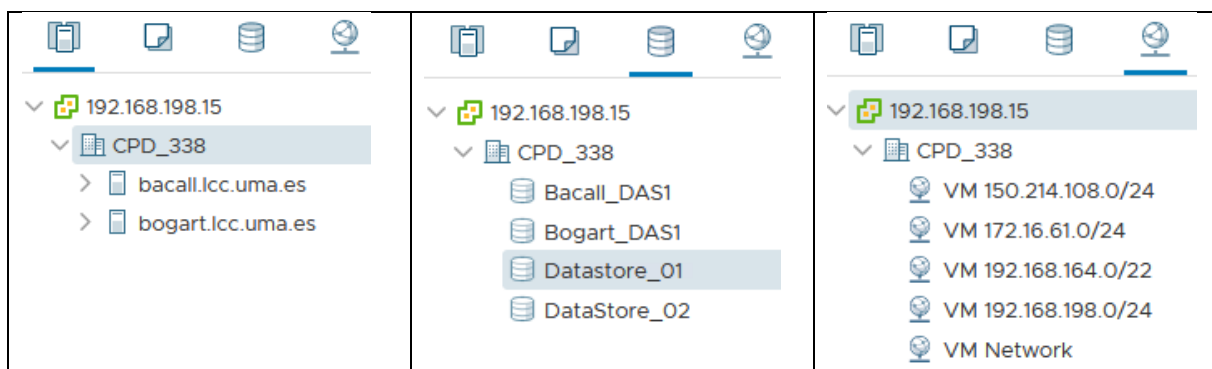 192.168.198.15
CPD_338
bacall.lcc.uma.es
bogart.lcc.uma.es
192.168.198.15
CPD_338
Bacall_DAS1
Bogart_DAS1
Datastore_01
DataStore_02
192.168.198.15
CPD_338
VM 150.214.108.0/24
VM 172.16.61.0/24
VM 192.168.164.0/22
VM 192.168.198.0/24
VM Network